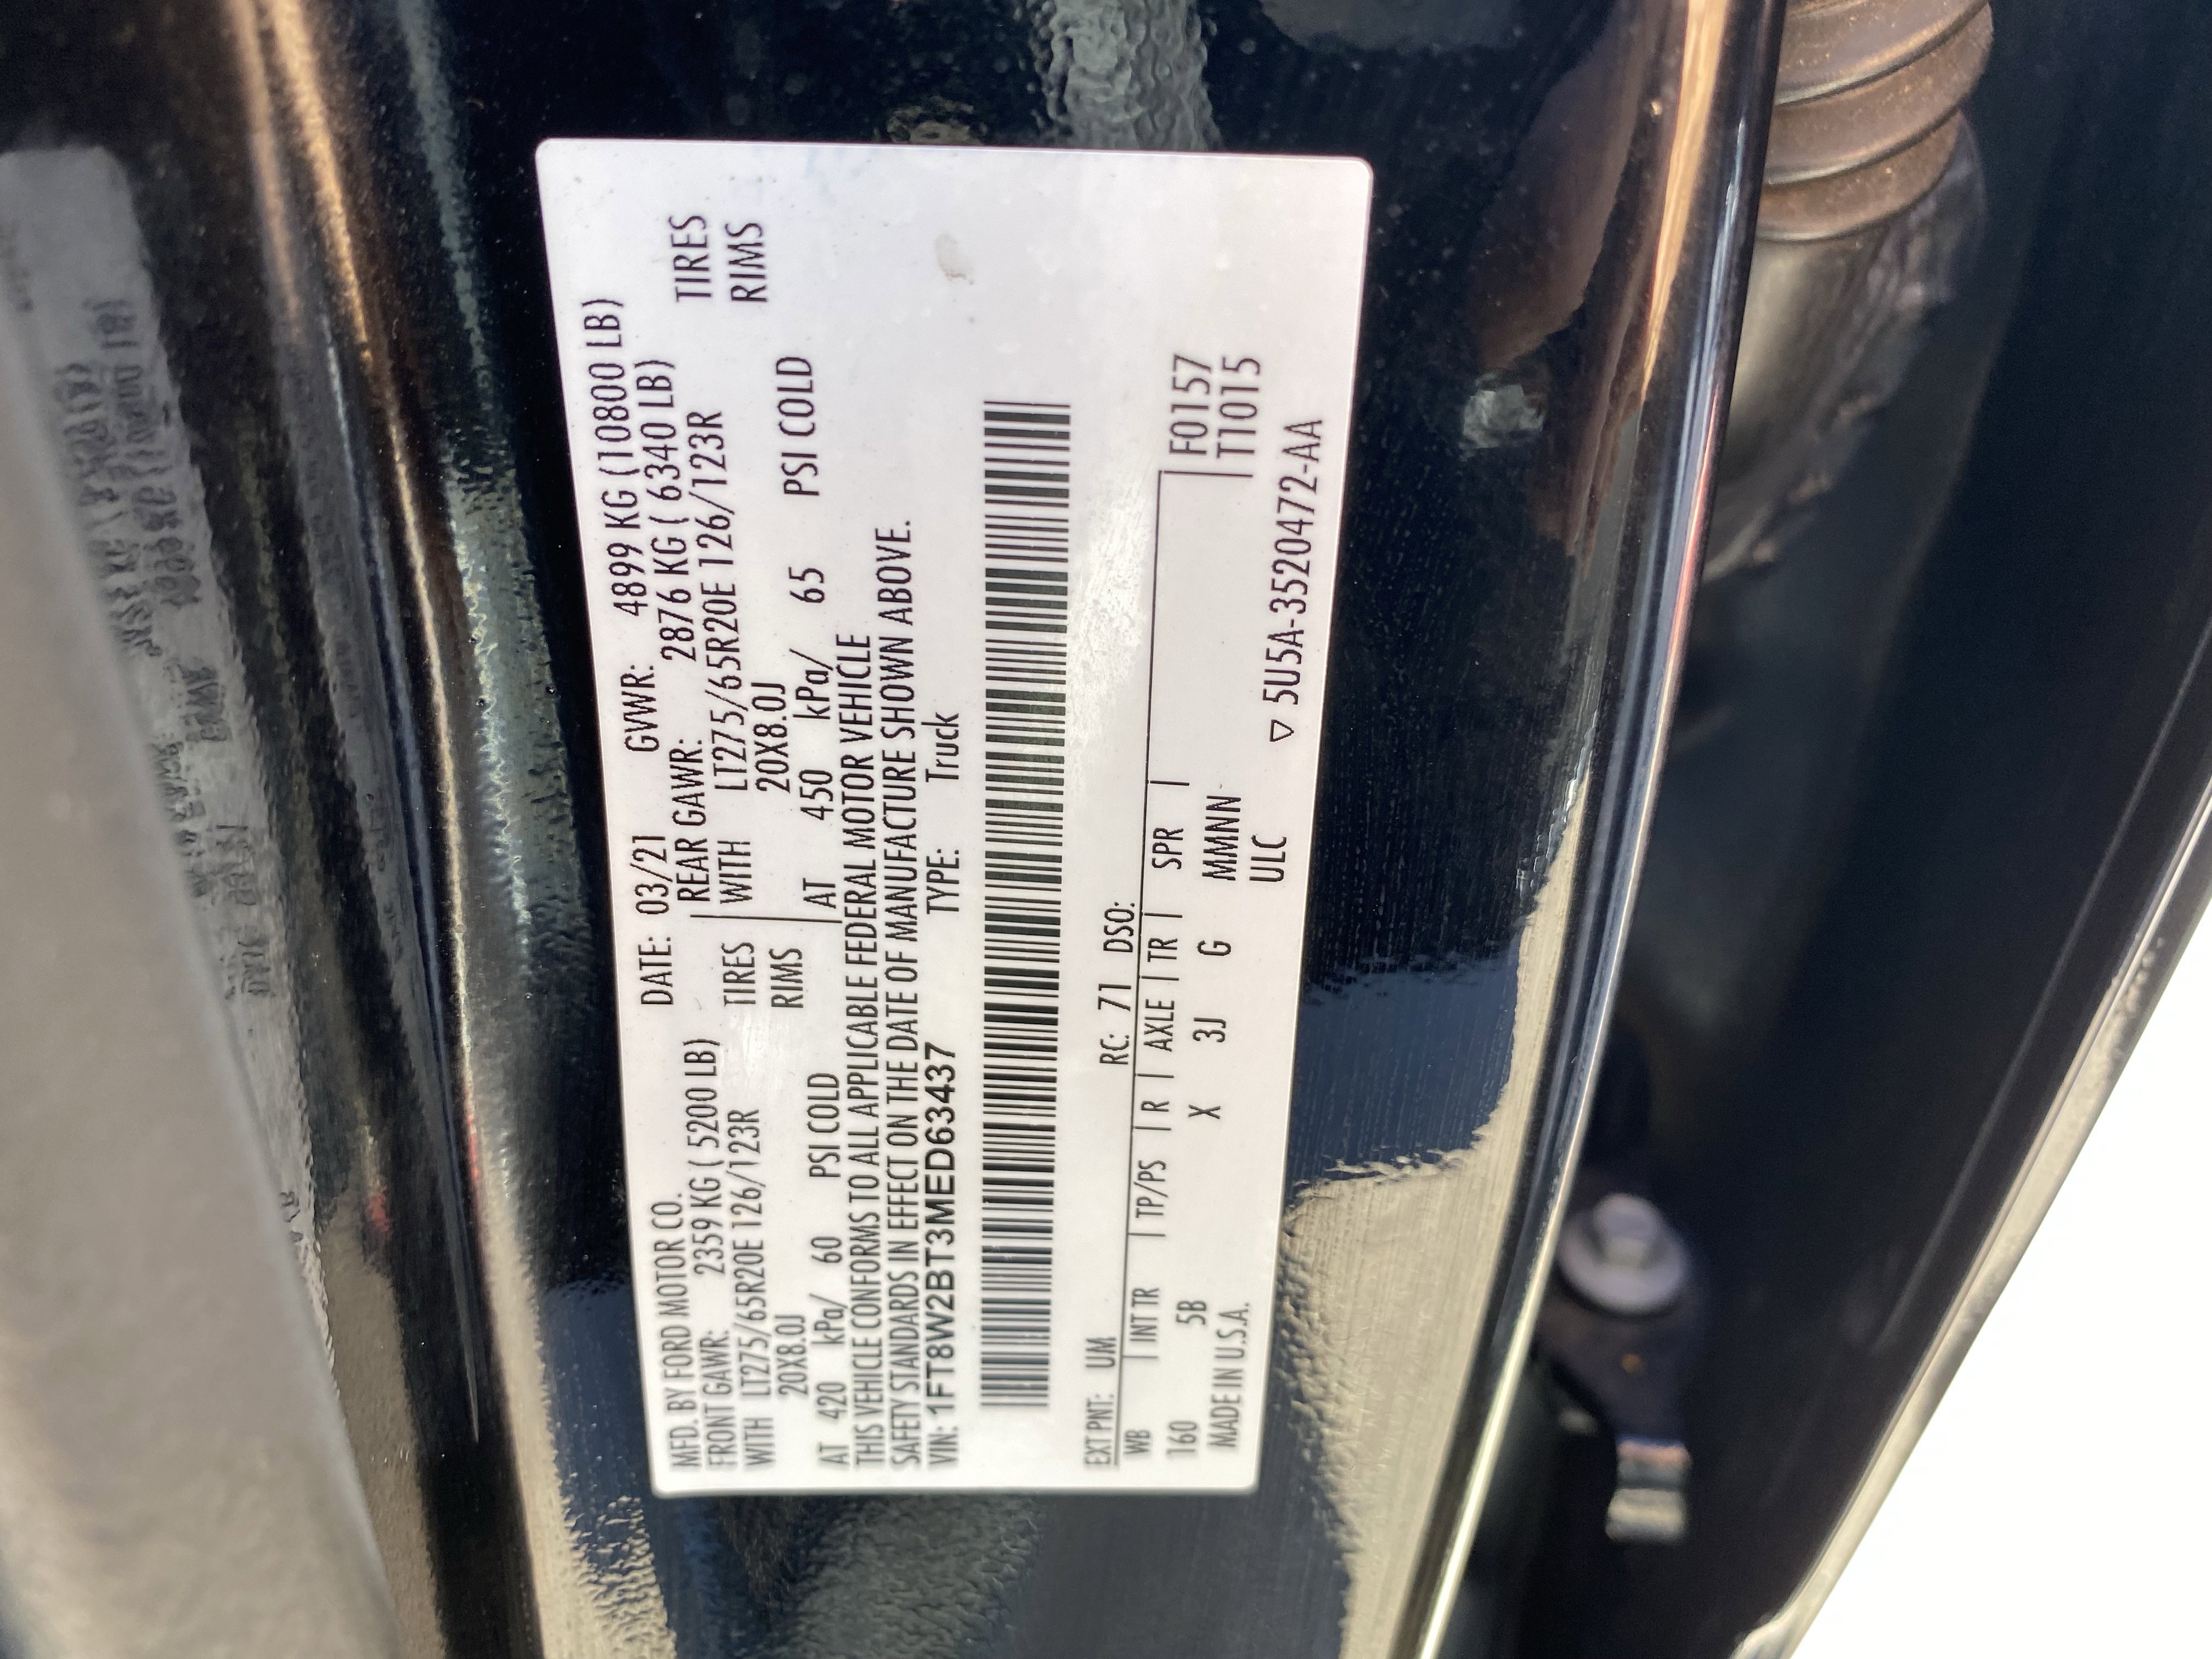 MFD. BY FORD MOTOR CO. DATE: 03/21 GVWR: 4899 KG (10800 LB)
FRONT GAWR: 2359 KG ( 5200 LB) REAR GAWR: 2876 KG ( 6340 LB)
WITH LT275/65R20E 126/123R TIRES WITH LT275/65R20E 126/123R TIRES
20X8.0J RIMS 20X8.0J RIMS
AT 420 kPa/ 60 PSI COLD AT 450 kPa/ 65 PSI COLD
THIS VEHICLE CONFORMS TO ALL APPLICABLE FEDERAL MOTOR VEHICLE
SAFETY STANDARDS IN EFFECT ON THE DATE OF MANUFACTURE SHOWN ABOVE.
VIN: 1FT8W2BT3MED63437 TYPE: Truck
EXT PNT: UM RC: 71 DSO:
WB | INT TR | TP/PS | R | AXLE | TR | SPR | F0157
160 5B X 3J G MMNN T1015
MADE IN U.S.A. ULC ▽ 5U5A-3520472-AA